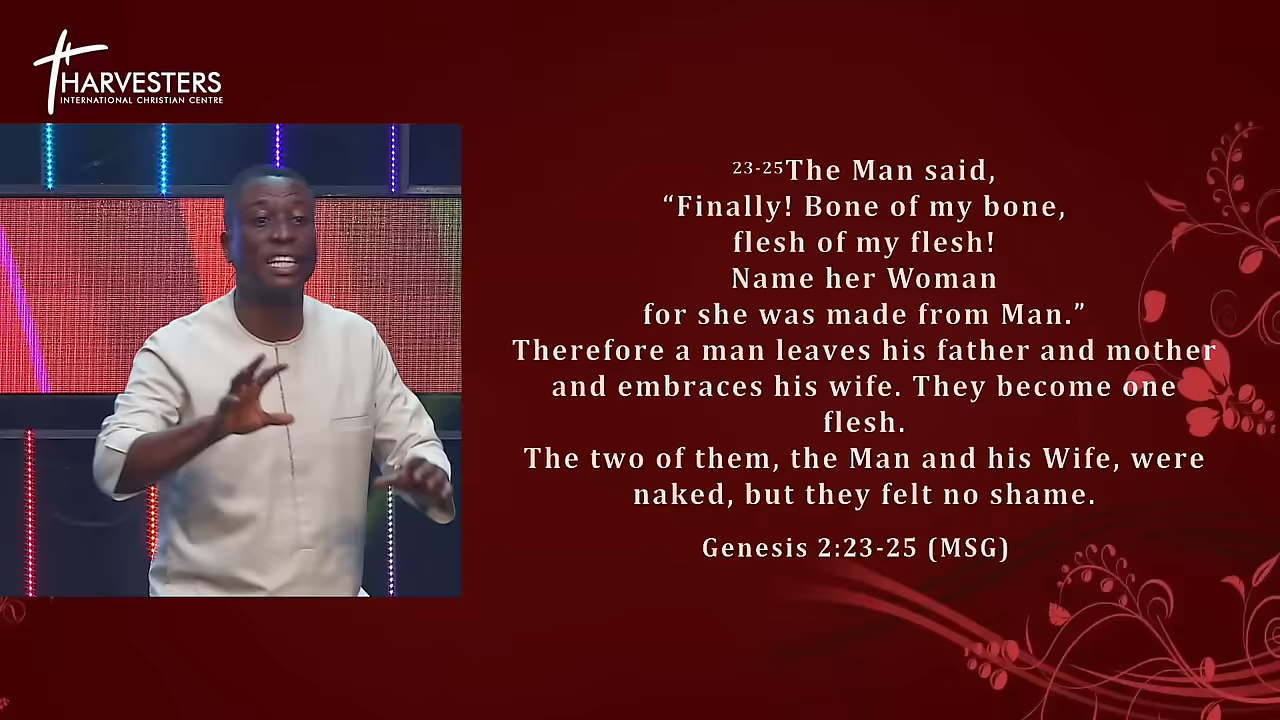 HARVESTERS
INTERNATIONAL CHRISTIAN CENTRE
23-25The Man said,
“Finally! Bone of my bone,
flesh of my flesh!
Name her Woman
for she was made from Man.”
Therefore a man leaves his father and mother
and embraces his wife. They become one
flesh.
The two of them, the Man and his Wife, were
naked, but they felt no shame.
Genesis 2:23-25 (MSG)